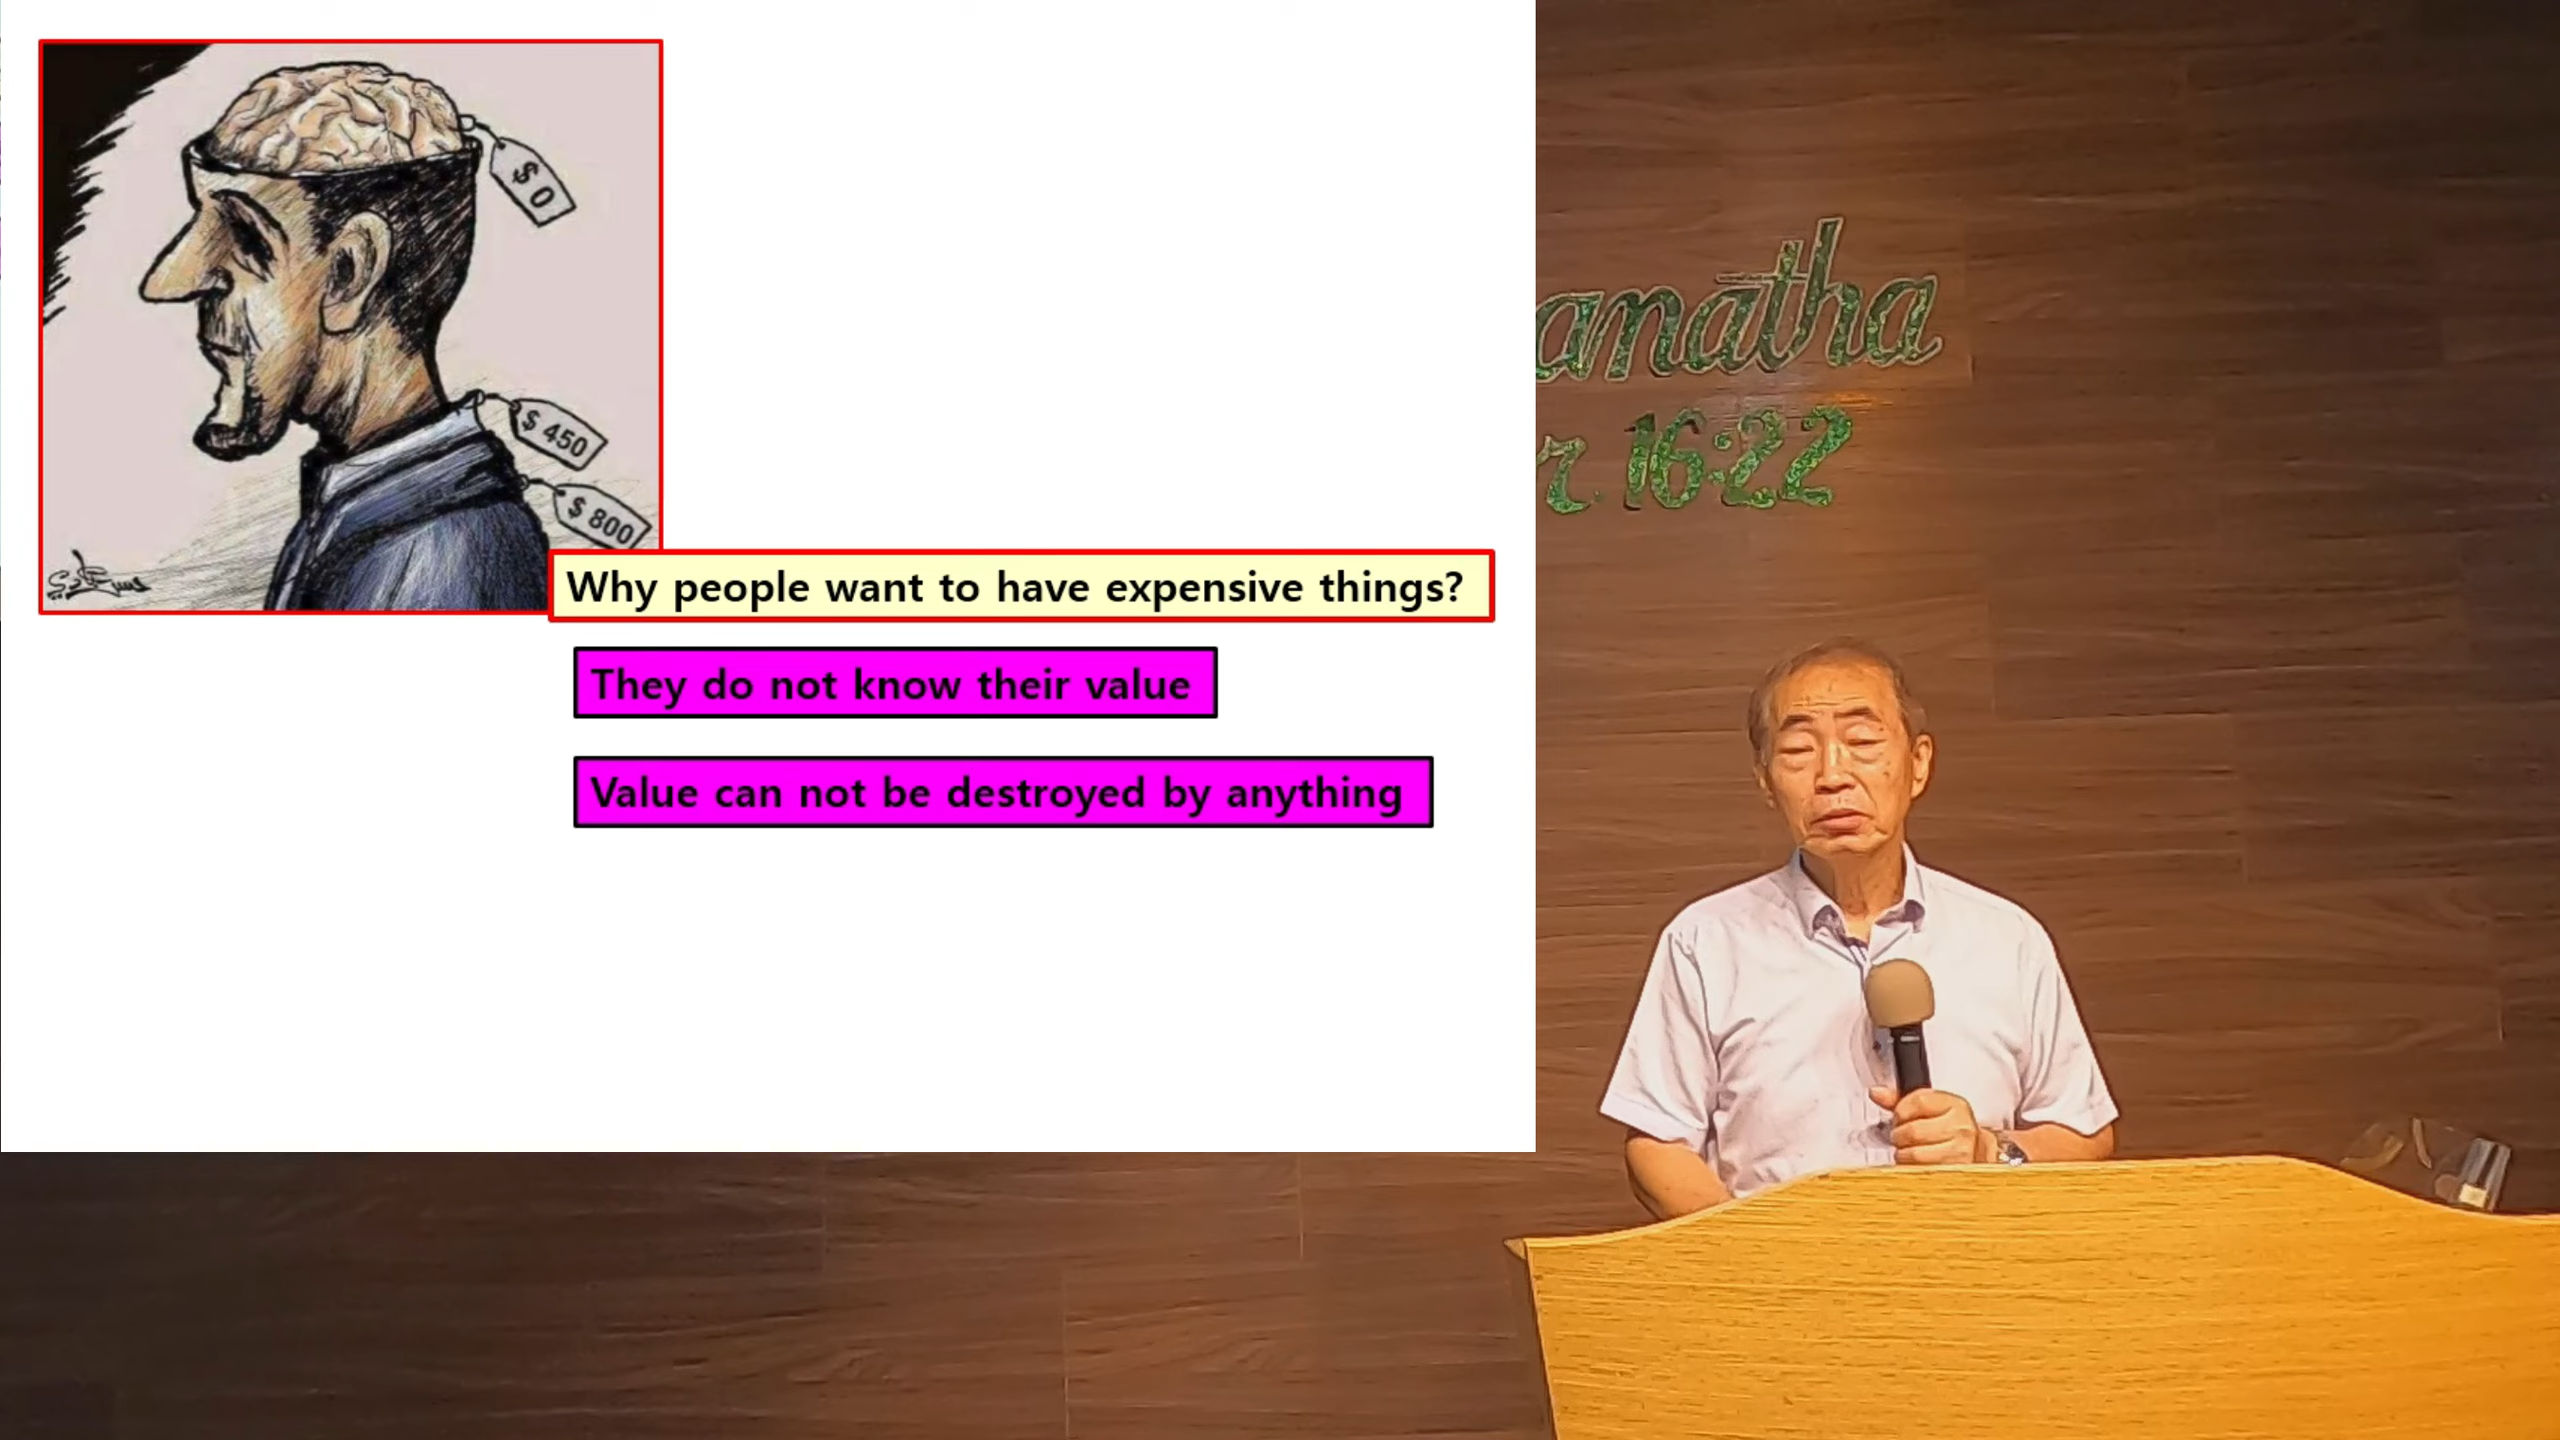 $ 0
$ 450
$ 800
Why people want to have expensive things?
They do not know their value
Value can not be destroyed by anything
anatha
r. 16:22